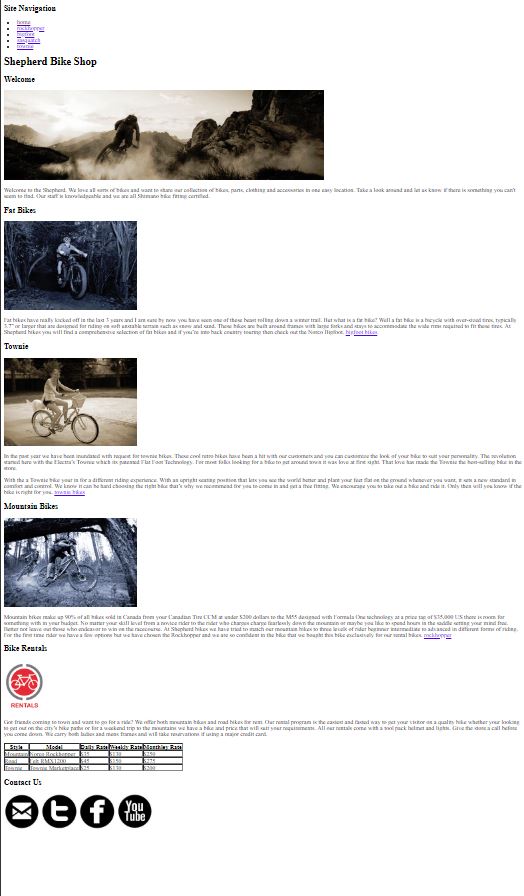 Site Navigation
home
rockhopper
bigfoot
sasquatch
townie
Shepherd Bike Shop
Welcome
Welcome to the Shepherd. We love all sorts of bikes and want to share our collection of bikes, parts, clothing and accessories in one easy location. Take a look around and let us know if there is something you can't
seem to find. Our staff is knowledgeable and we are all Shimano bike fitting certified.
Fat Bikes
Fat bikes have really kicked off in the last 3 years and I am sure by now you have seen one of these beast rolling down a winter trail. But what is a fat bike? Well a fat bike is a bicycle with over-sized tires, typically
3.7" or larger that are designed for riding on soft unstable terrain such as snow and sand. These bikes are built around frames with large forks and stays to accommodate the wide rims required to fit these tires. At
Shepherd bikes you will find a comprehensive selection of fat bikes and if you're into back country touring then check out the Norco Bigfoot. bigfoot bikes
Townie
In the past year we have been inundated with request for townie bikes. These cool retro bikes have been a hit with our customers and you can customize the look of your bike to suit your personality. The revolution
started here with the Electra's Townie which its patented Flat Foot Technology. For most folks looking for a bike to get around town it was love at first sight. That love has made the Townie the best-selling bike in the
store.
With the a Townie bike your in for a different riding experience. With an upright seating position that lets you see the world better and plant your feet flat on the ground whenever you want, it sets a new standard in
comfort and control. We know it can be hard choosing the right bike that's why we recommend for you to come in and get a free fitting. We encourage you to take out a bike and ride it. Only then will you know if the
bike is right for you. townie bikes
Mountain Bikes
Mountain bikes make up 90% of all bikes sold in Canada from your Canadian Tire CCM at under $200 dollars to the M55 designed with Formula One technology at a price tag of $35,000 US there is room for
something with in your budget. No matter your skill level from a novice rider to the rider who charges charge fearlessly down the mountain or maybe you like to spend hours in the saddle setting your mind free.
Better not leave out those who endeavor to win on the racecourse. At Shepherd Bikes we have tried to match our mountain bikes to three levels of rider beginner intermediate to advanced in different forms of riding.
For the first time rider we have a few options but we have chosen the Rockhopper and we are so confident in the bike that we bought this bike exclusively for our rental bikes. rockhopper
Bike Rentals
RENTALS
Got friends coming to town and want to go for a ride? We offer both mountain bikes and road bikes for rent. Our rental program is the easiest and fasted way to get your visitor on a quality bike whether your looking
to get out on the city's bike paths or for a weekend trip to the mountains we have a bike and price that will suit your requirements. All our rentals come with a tool pack helmet and lights. Give the store a call before
you come down. We carry both ladies and mans frames and will take reservations if using a major credit card.
Style Model Daily Rate Weekly Rate Monthley Rate
Mountain Norco Rockhopper $35 $130 $250
Road Felt RMX1200 $45 $150 $275
Townie Townie Marketplace $25 $130 $200
Contact Us
You
Tube